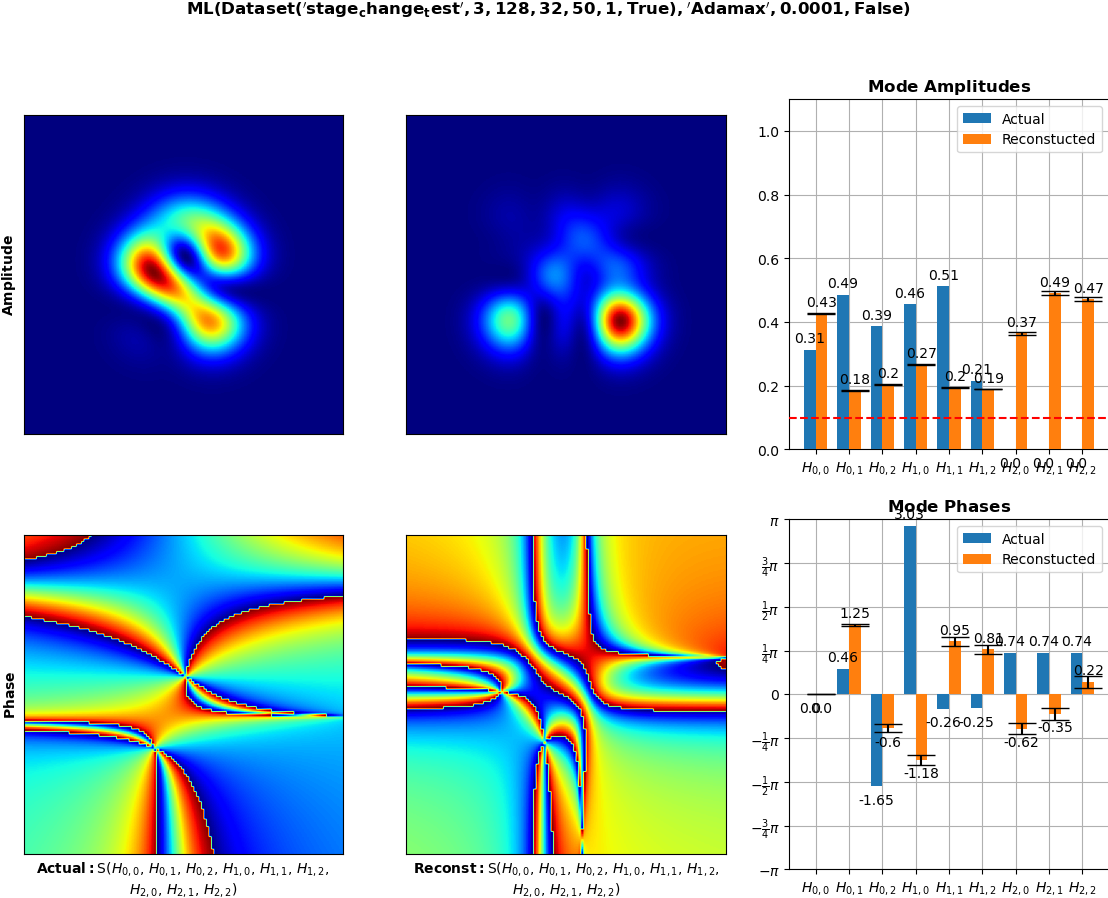 ML(Dataset('stage_change_test', 3, 128, 32, 50, 1, True), 'Adamax', 0.0001, False)
Amplitude
Mode Amplitudes
Actual
Reconstucted
1.0
0.8
0.6
0.4
0.2
0.0
0.31
0.43
0.49
0.18
0.39
0.2
0.46
0.27
0.51
0.2
0.21
0.19
0.0
0.37
0.0
0.49
0.0
0.47
H0,0 H0,1 H0,2 H1,0 H1,1 H1,2 H2,0 H2,1 H2,2
Phase
Mode Phases
Actual
Reconstucted
π
3/4π
1/2π
1/4π
0
−1/4π
−1/2π
−3/4π
−π
0.0
0.0
0.46
1.25
-1.65
-0.6
3.03
-1.18
-0.26
0.95
-0.25
0.81
0.74
-0.62
0.74
-0.35
0.74
0.22
H0,0 H0,1 H0,2 H1,0 H1,1 H1,2 H2,0 H2,1 H2,2
Actual: S(H0,0, H0,1, H0,2, H1,0, H1,1, H1,2,
H2,0, H2,1, H2,2)
Reconst: S(H0,0, H0,1, H0,2, H1,0, H1,1, H1,2,
H2,0, H2,1, H2,2)